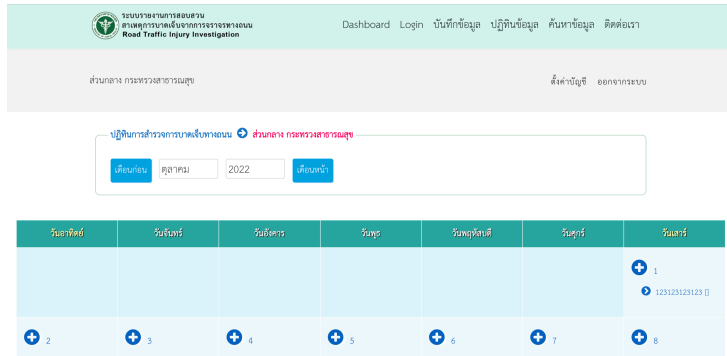 ระบบรายงานการสอบสวน
สาเหตุการบาดเจ็บจากการจราจรทางถนน
Road Traffic Injury Investigation
Dashboard Login บันทึกข้อมูล ปฏิทินข้อมูล ค้นหาข้อมูล ติดต่อเรา
ส่วนกลาง กระทรวงสาธารณสุข
ตั้งค่าบัญชี ออกจากระบบ
ปฏิทินการสำรวจการบาดเจ็บทางถนน ส่วนกลาง กระทรวงสาธารณสุข
เดือนก่อน ตุลาคม 2022 เดือนหน้า
วันอาทิตย์ วันจันทร์ วันอังคาร วันพุธ วันพฤหัสบดี วันศุกร์ วันเสาร์
1
123123123123
2 3 4 5 6 7 8